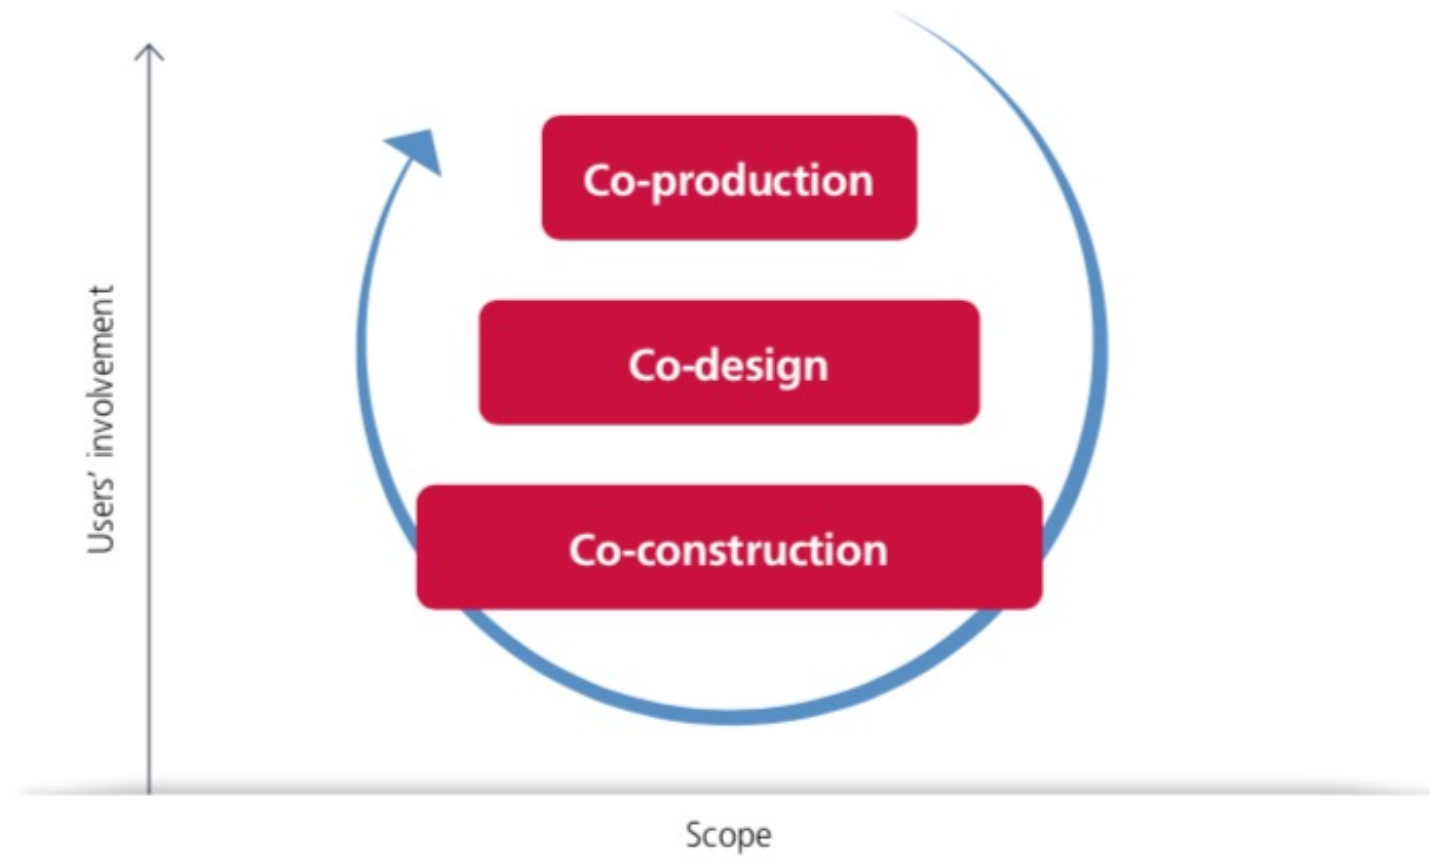 Co-production
Co-design
Co-construction
Users’ involvement
Scope